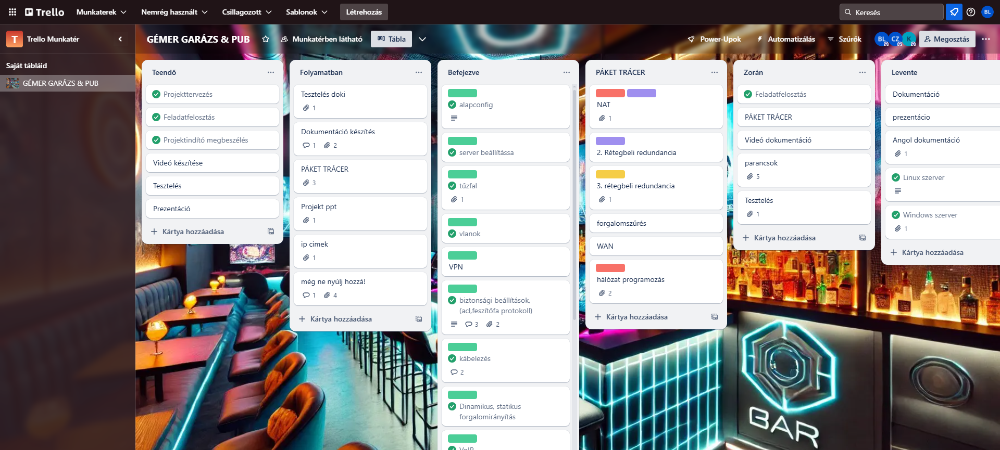 Trello
Munkaterek
Nemrég használt
Csillagozott
Sablonok
Létrehozás
Keresés
BL
T
Trello Munkatér
GÉMER GARÁZS & PUB
Munkatérben látható
Tábla
Power-Upok
Automatizálás
Szűrők
BL
CZ
K
Megosztás
Saját tábláid
GÉMER GARÁZS & PUB
Teendő
Projekttervezés
Feladatfelosztás
Projektindító megbeszélés
Videó készítése
Tesztelés
Prezentáció
Kártya hozzáadása
Folyamatban
Tesztelés doki
1
Dokumentáció készítés
1 2
PÁKET TRÁCER
3
Projekt ppt
1
ip cimek
1
még ne nyúlj hozzá!
1 4
Kártya hozzáadása
Befejezve
alapconfig
server beállítássa
tűzfal
1
vlanok
VPN
biztonsági beállítások,
(acl,feszítőfa protokoll)
3 2
kábelezés
2
Dinamikus, statikus
forgalomirányítás
VoIP
PÁKET TRÁCER
NAT
1
2. Rétegbeli redundancia
3. rétegbeli redundancia
1
forgalomszűrés
WAN
hálózat programozás
2
Kártya hozzáadása
Zorán
Feladatfelosztás
PÁKET TRÁCER
Videó dokumentáció
parancsok
5
Tesztelés
1
Kártya hozzáadása
Levente
Dokumentáció
prezentácio
Angol dokumentáció
1
Linux szerver
Windows szerver
1
Kártya hozzáadása
BAR